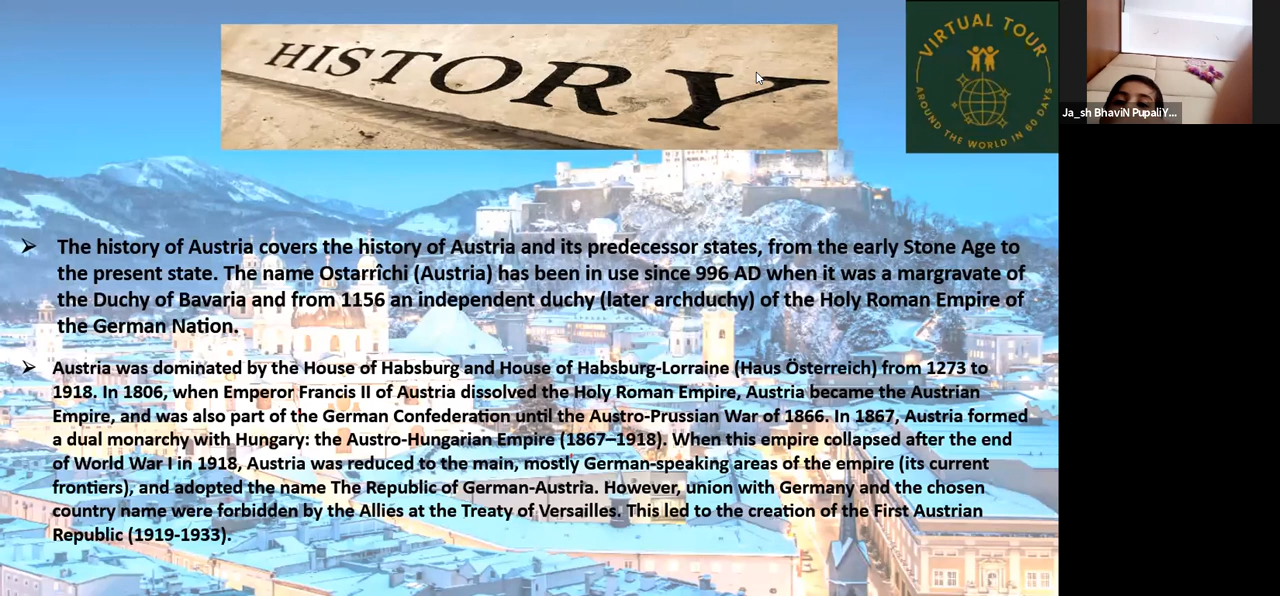 HISTORY
VIRTUAL TOUR
AROUND THE WORLD IN 60 DAYS
Ja_sh BhaviN PupaliY...
The history of Austria covers the history of Austria and its predecessor states, from the early Stone Age to
the present state. The name Ostarrîchi (Austria) has been in use since 996 AD when it was a margravate of
the Duchy of Bavaria and from 1156 an independent duchy (later archduchy) of the Holy Roman Empire of
the German Nation.
Austria was dominated by the House of Habsburg and House of Habsburg-Lorraine (Haus Österreich) from 1273 to
1918. In 1806, when Emperor Francis II of Austria dissolved the Holy Roman Empire, Austria became the Austrian
Empire, and was also part of the German Confederation until the Austro-Prussian War of 1866. In 1867, Austria formed
a dual monarchy with Hungary: the Austro-Hungarian Empire (1867–1918). When this empire collapsed after the end
of World War I in 1918, Austria was reduced to the main, mostly German-speaking areas of the empire (its current
frontiers), and adopted the name The Republic of German-Austria. However, union with Germany and the chosen
country name were forbidden by the Allies at the Treaty of Versailles. This led to the creation of the First Austrian
Republic (1919-1933).